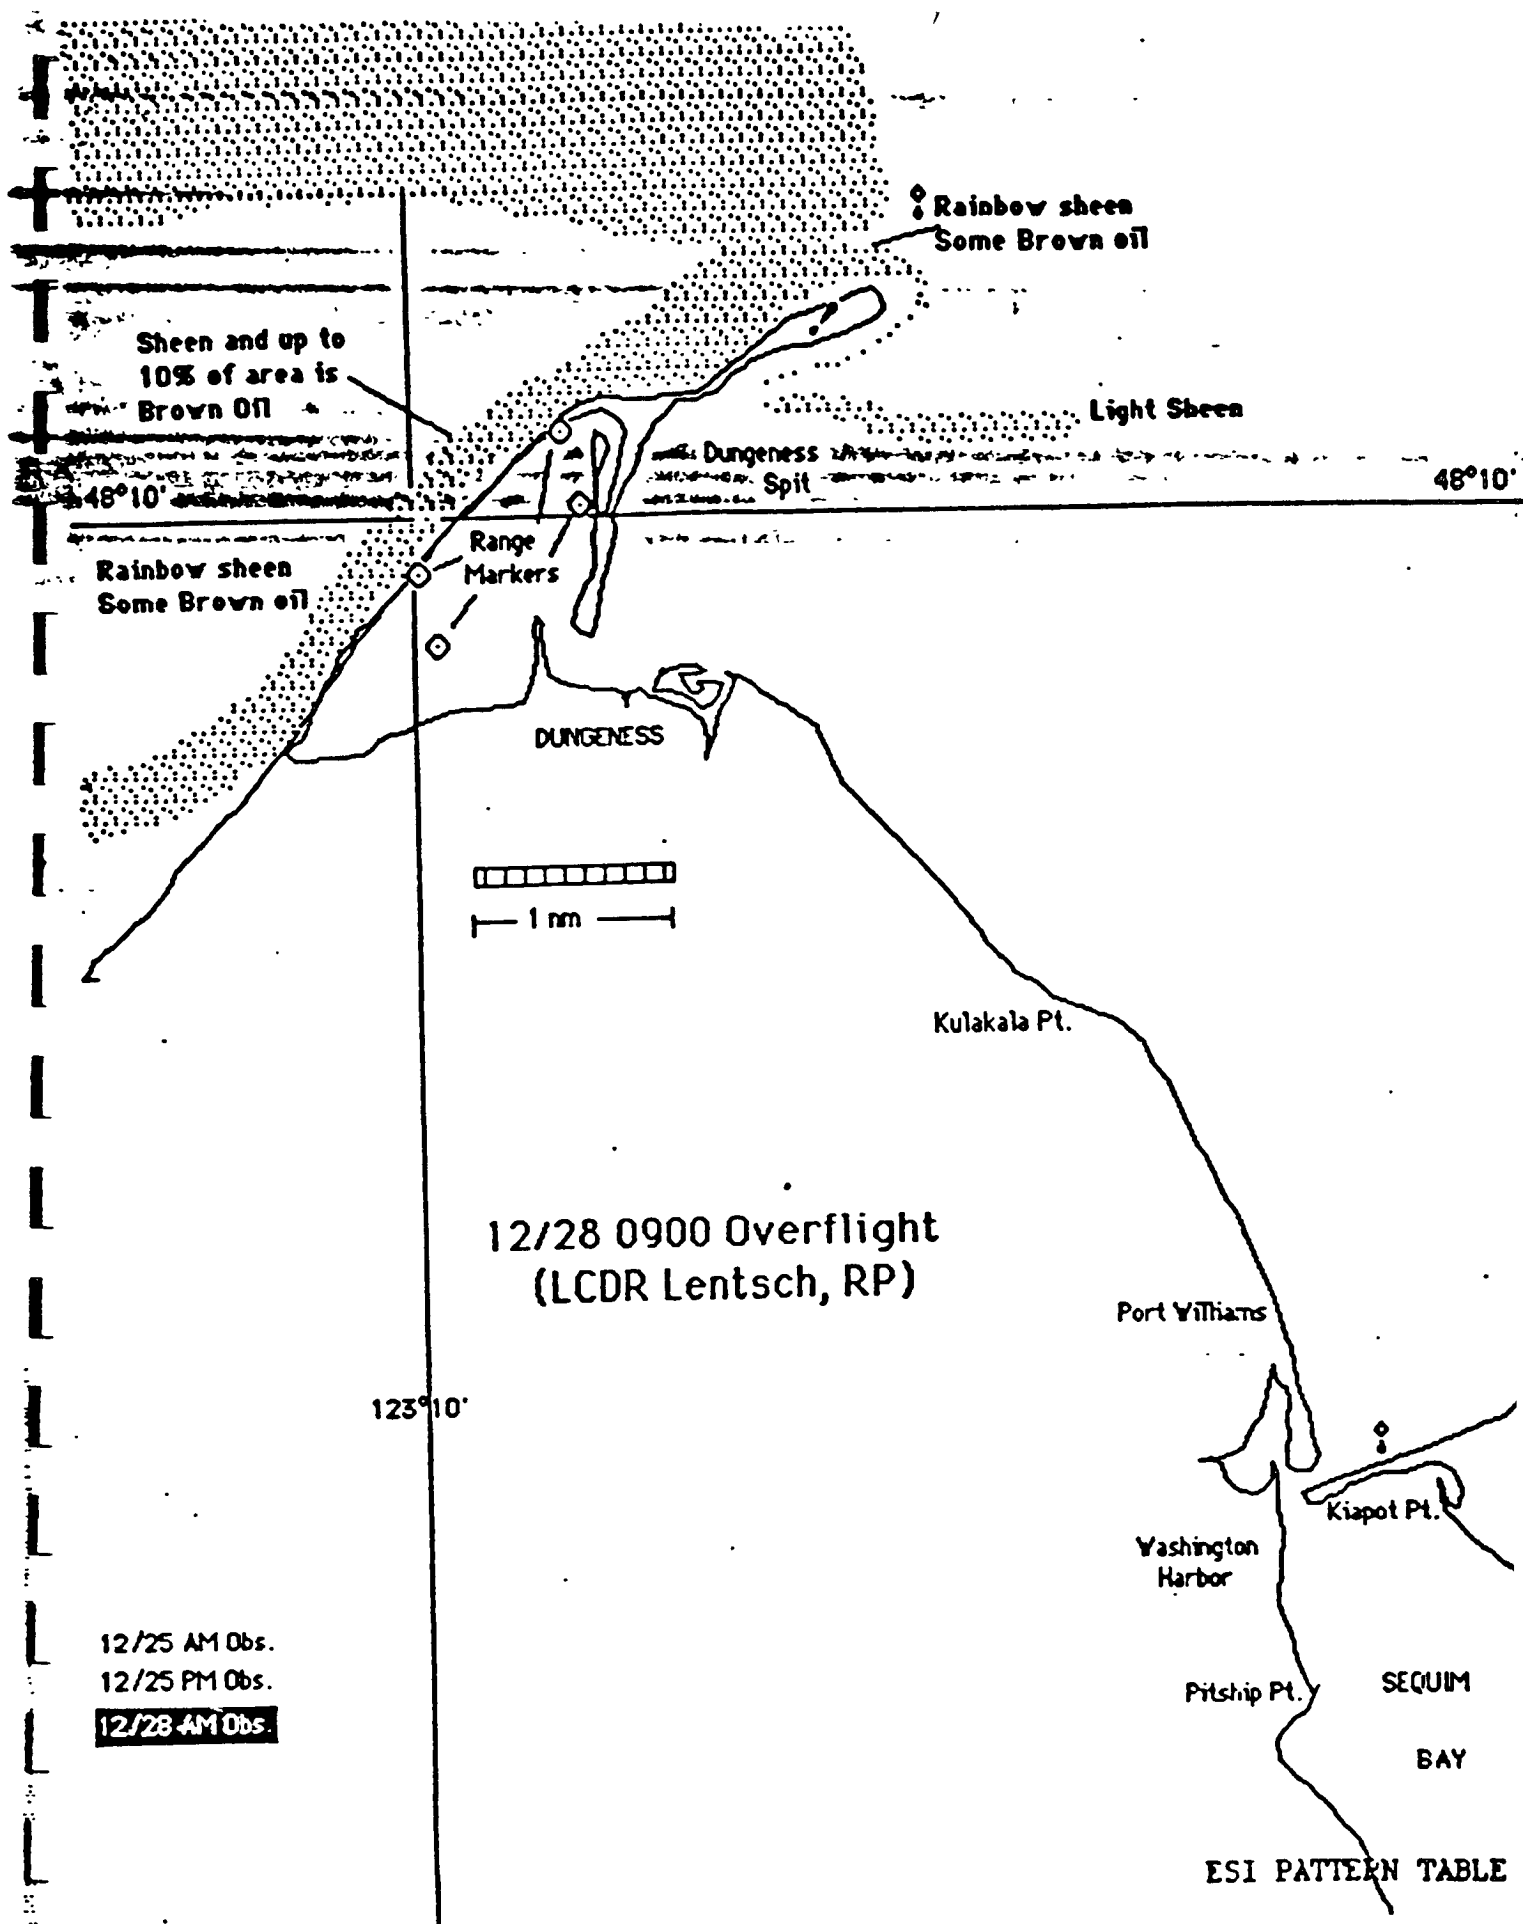 Rainbow sheen
Some Brown oil
Sheen and up to
10% of area is
Brown Oil
Light Sheen
Dungeness
Spit
48°10'
48°10'
Range
Markers
Rainbow sheen
Some Brown oil
DUNGENESS
1 nm
Kulakala Pt.
12/28 0900 Overflight
(LCDR Lentsch, RP)
Port Williams
123°10'
Kiapot Pt.
Washington
Harbor
12/25 AM Obs.
12/25 PM Obs.
12/28 AM Obs.
Pitship Pt.
SEQUIM
BAY
ESI PATTERN TABLE